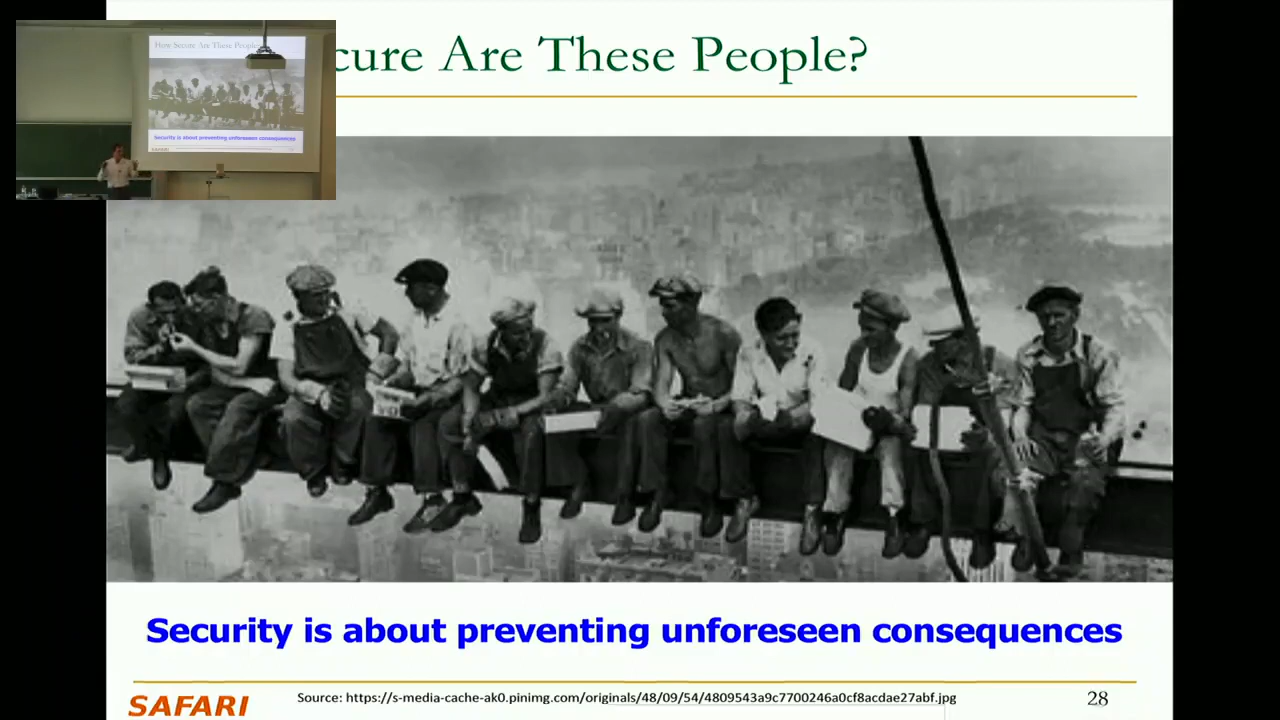 How Secure Are These People?
Security is about preventing unforeseen consequences
SAFARI
cure Are These People?
Security is about preventing unforeseen consequences
SAFARI
Source: https://s-media-cache-ak0.pinimg.com/originals/48/09/54/4809543a9c7700246a0cf8acdae27abf.jpg
28